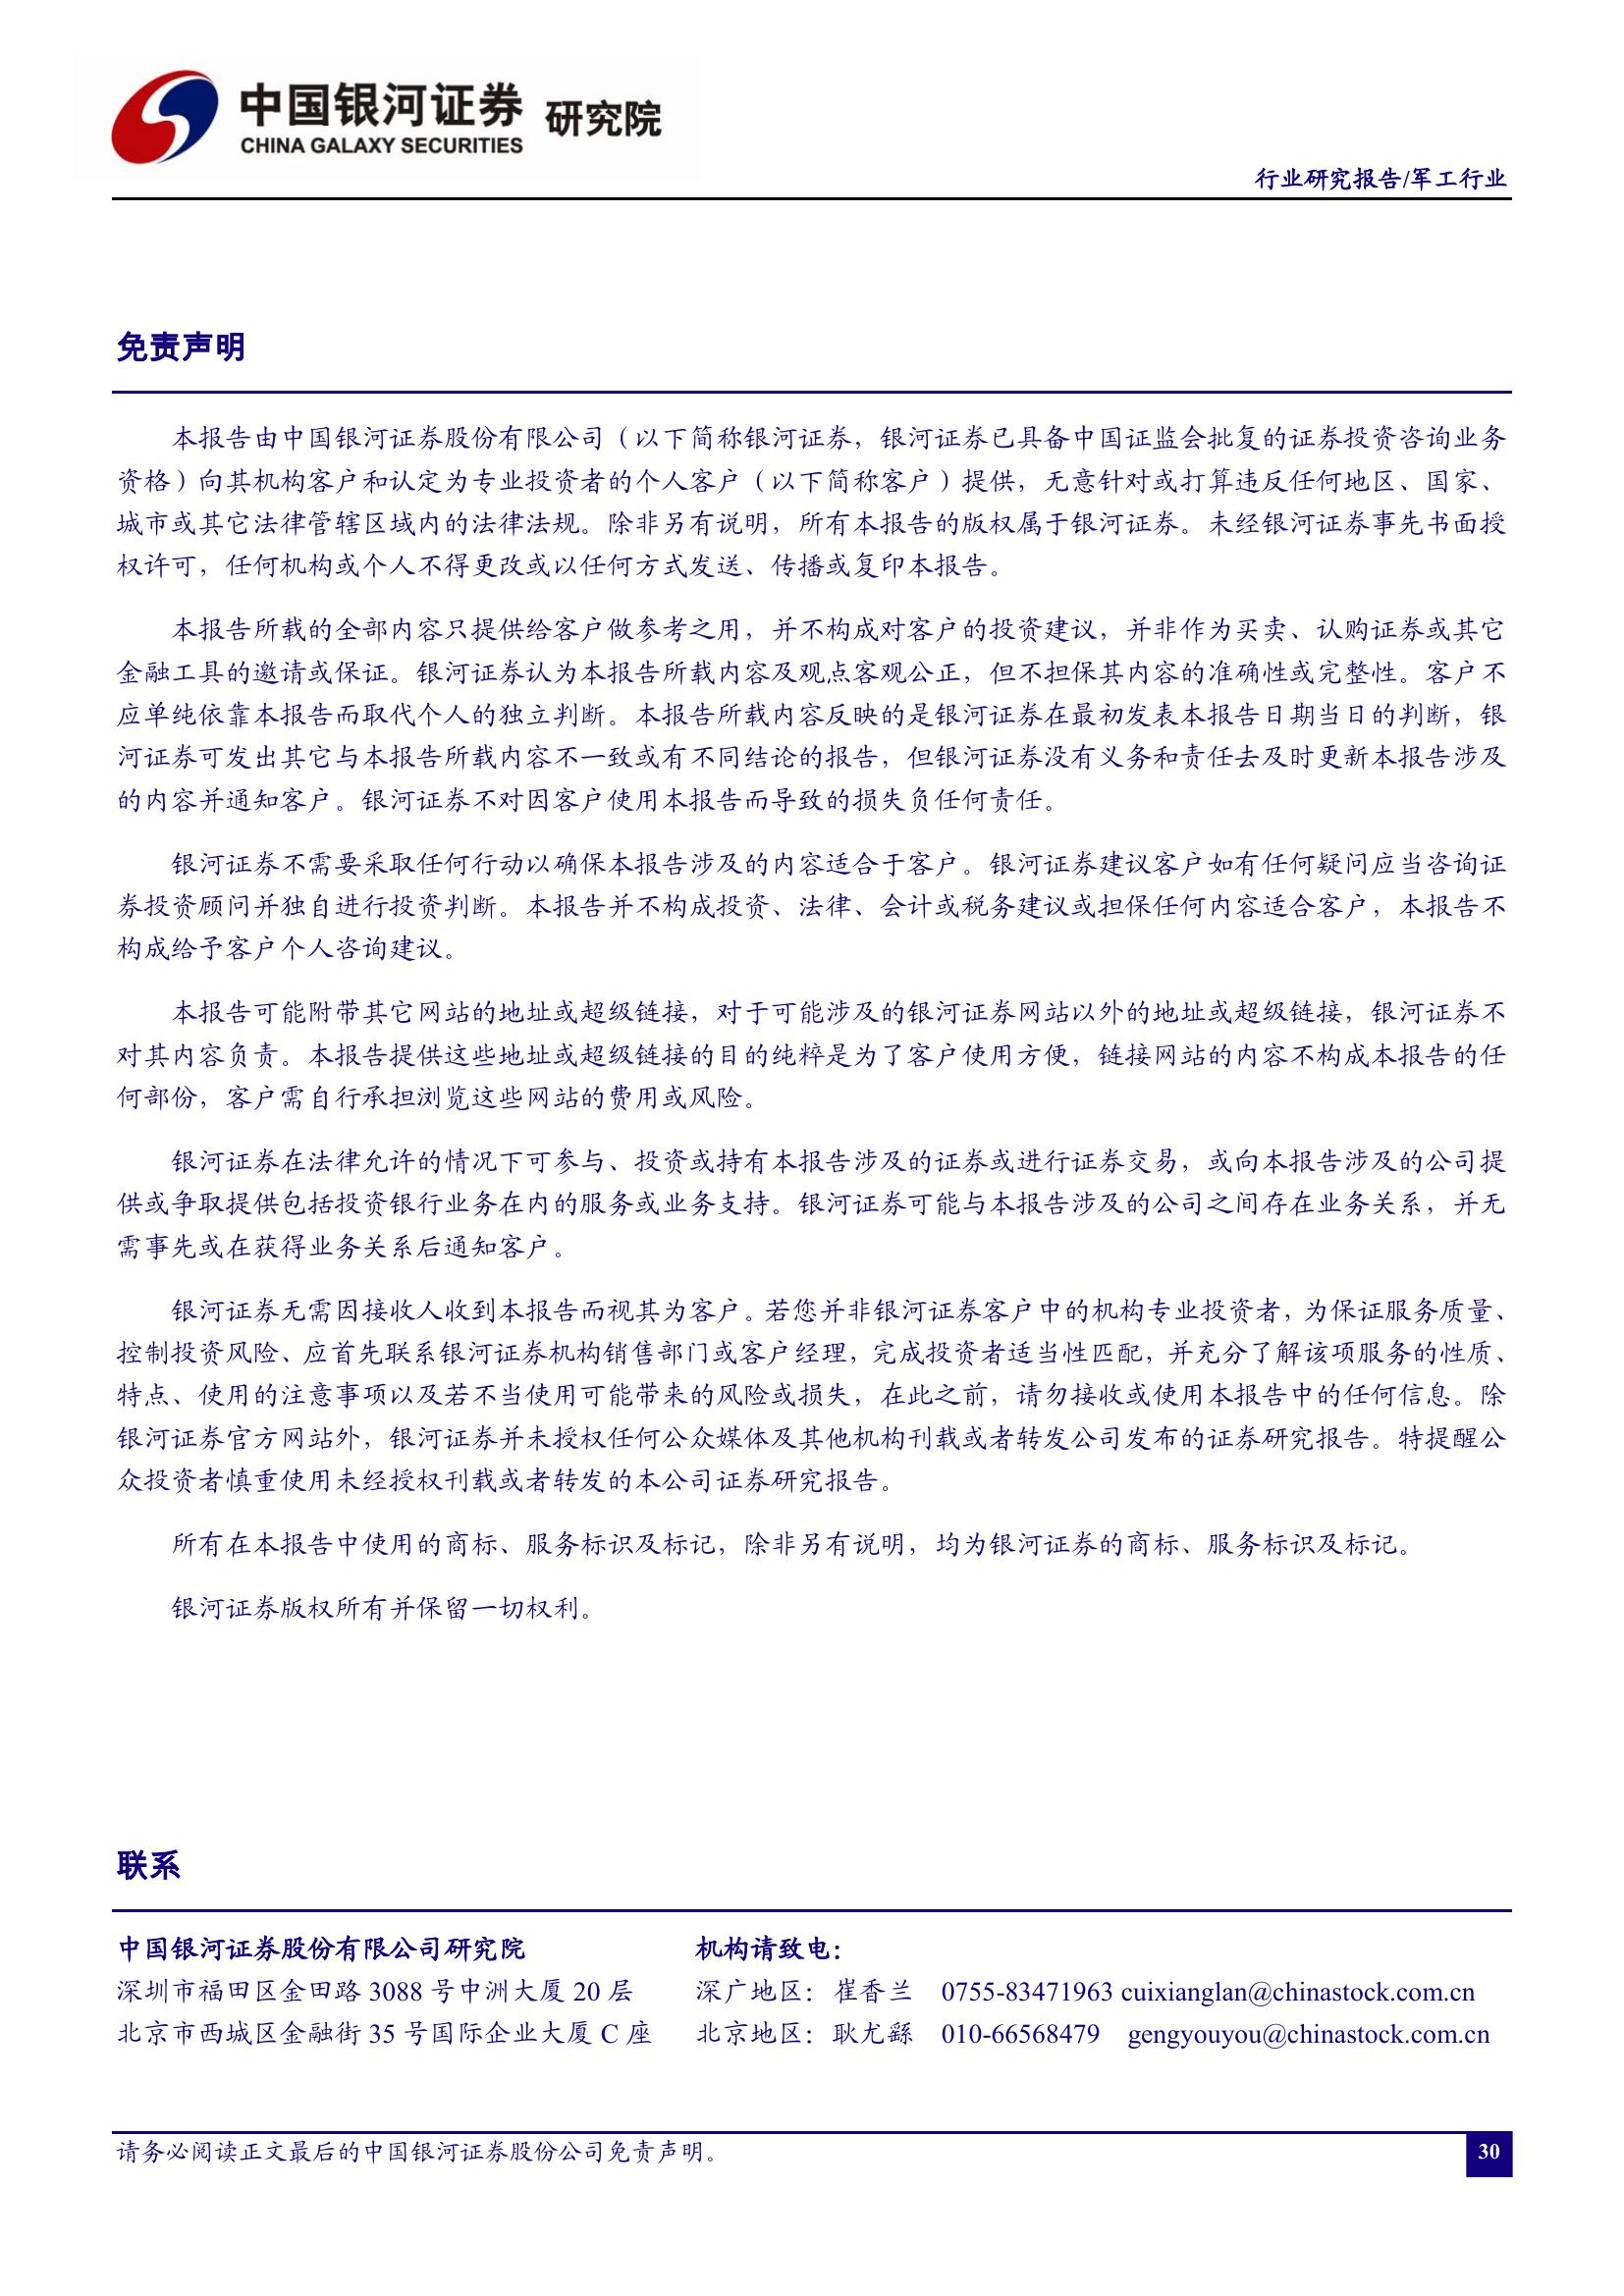 中国银河证券 研究院
CHINA GALAXY SECURITIES
行业研究报告/军工行业
免责声明
本报告由中国银河证券股份有限公司（以下简称银河证券，银河证券已具备中国证监会批复的证券投资咨询业务
资格）向其机构客户和认定为专业投资者的个人客户（以下简称客户）提供，无意针对或打算违反任何地区、国家、
城市或其它法律管辖区域内的法律法规。除非另有说明，所有本报告的版权属于银河证券。未经银河证券事先书面授
权许可，任何机构或个人不得更改或以任何方式发送、传播或复印本报告。
本报告所载的全部内容只提供给客户做参考之用，并不构成对客户的投资建议，并非作为买卖、认购证券或其它
金融工具的邀请或保证。银河证券认为本报告所载内容及观点客观公正，但不担保其内容的准确性或完整性。客户不
应单纯依靠本报告而取代个人的独立判断。本报告所载内容反映的是银河证券在最初发表本报告日期当日的判断，银
河证券可发出其它与本报告所载内容不一致或有不同结论的报告，但银河证券没有义务和责任去及时更新本报告涉及
的内容并通知客户。银河证券不对因客户使用本报告而导致的损失负任何责任。
银河证券不需要采取任何行动以确保本报告涉及的内容适合于客户。银河证券建议客户如有任何疑问应当咨询证
券投资顾问并独自进行投资判断。本报告并不构成投资、法律、会计或税务建议或担保任何内容适合客户，本报告不
构成给予客户个人咨询建议。
本报告可能附带其它网站的地址或超级链接，对于可能涉及的银河证券网站以外的地址或超级链接，银河证券不
对其内容负责。本报告提供这些地址或超级链接的目的纯粹是为了客户使用方便，链接网站的内容不构成本报告的任
何部份，客户需自行承担浏览这些网站的费用或风险。
银河证券在法律允许的情况下可参与、投资或持有本报告涉及的证券或进行证券交易，或向本报告涉及的公司提
供或争取提供包括投资银行业务在内的服务或业务支持。银河证券可能与本报告涉及的公司之间存在业务关系，并无
需事先或在获得业务关系后通知客户。
银河证券无需因接收人收到本报告而视其为客户。若您并非银河证券客户中的机构专业投资者，为保证服务质量、
控制投资风险、应首先联系银河证券机构销售部门或客户经理，完成投资者适当性匹配，并充分了解该项服务的性质、
特点、使用的注意事项以及若不当使用可能带来的风险或损失，在此之前，请勿接收或使用本报告中的任何信息。除
银河证券官方网站外，银河证券并未授权任何公众媒体及其他机构刊载或者转发公司发布的证券研究报告。特提醒公
众投资者慎重使用未经授权刊载或者转发的本公司证券研究报告。
所有在本报告中使用的商标、服务标识及标记，除非另有说明，均为银河证券的商标、服务标识及标记。
银河证券版权所有并保留一切权利。
联系
中国银河证券股份有限公司研究院 机构请致电：
深圳市福田区金田路 3088 号中洲大厦 20 层 深广地区：崔香兰 0755-83471963 cuixianglan@chinastock.com.cn
北京市西城区金融街 35 号国际企业大厦 C 座 北京地区：耿尤繇 010-66568479 gengyouyou@chinastock.com.cn
请务必阅读正文最后的中国银河证券股份公司免责声明。 30